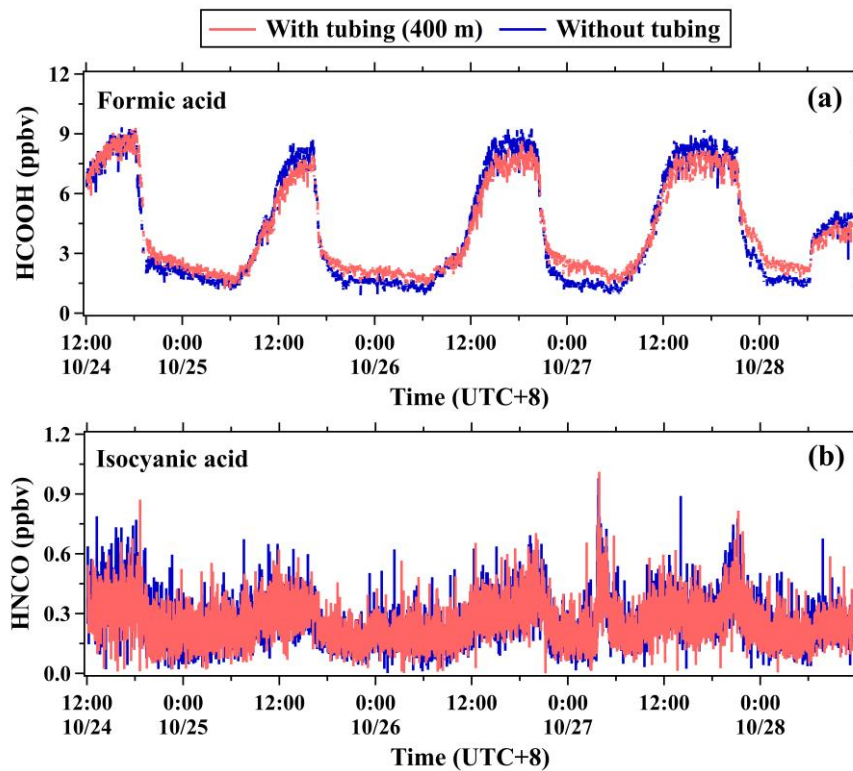 With tubing (400 m) Without tubing
Formic acid (a)
HCOOH (ppbv)
12
9
6
3
0
12:00 0:00 12:00 0:00 12:00 0:00 12:00 0:00
10/24 10/25 10/26 10/27 10/28
Time (UTC+8)
Isocyanic acid (b)
HNCO (ppbv)
1.2
0.9
0.6
0.3
0.0
12:00 0:00 12:00 0:00 12:00 0:00 12:00 0:00
10/24 10/25 10/26 10/27 10/28
Time (UTC+8)